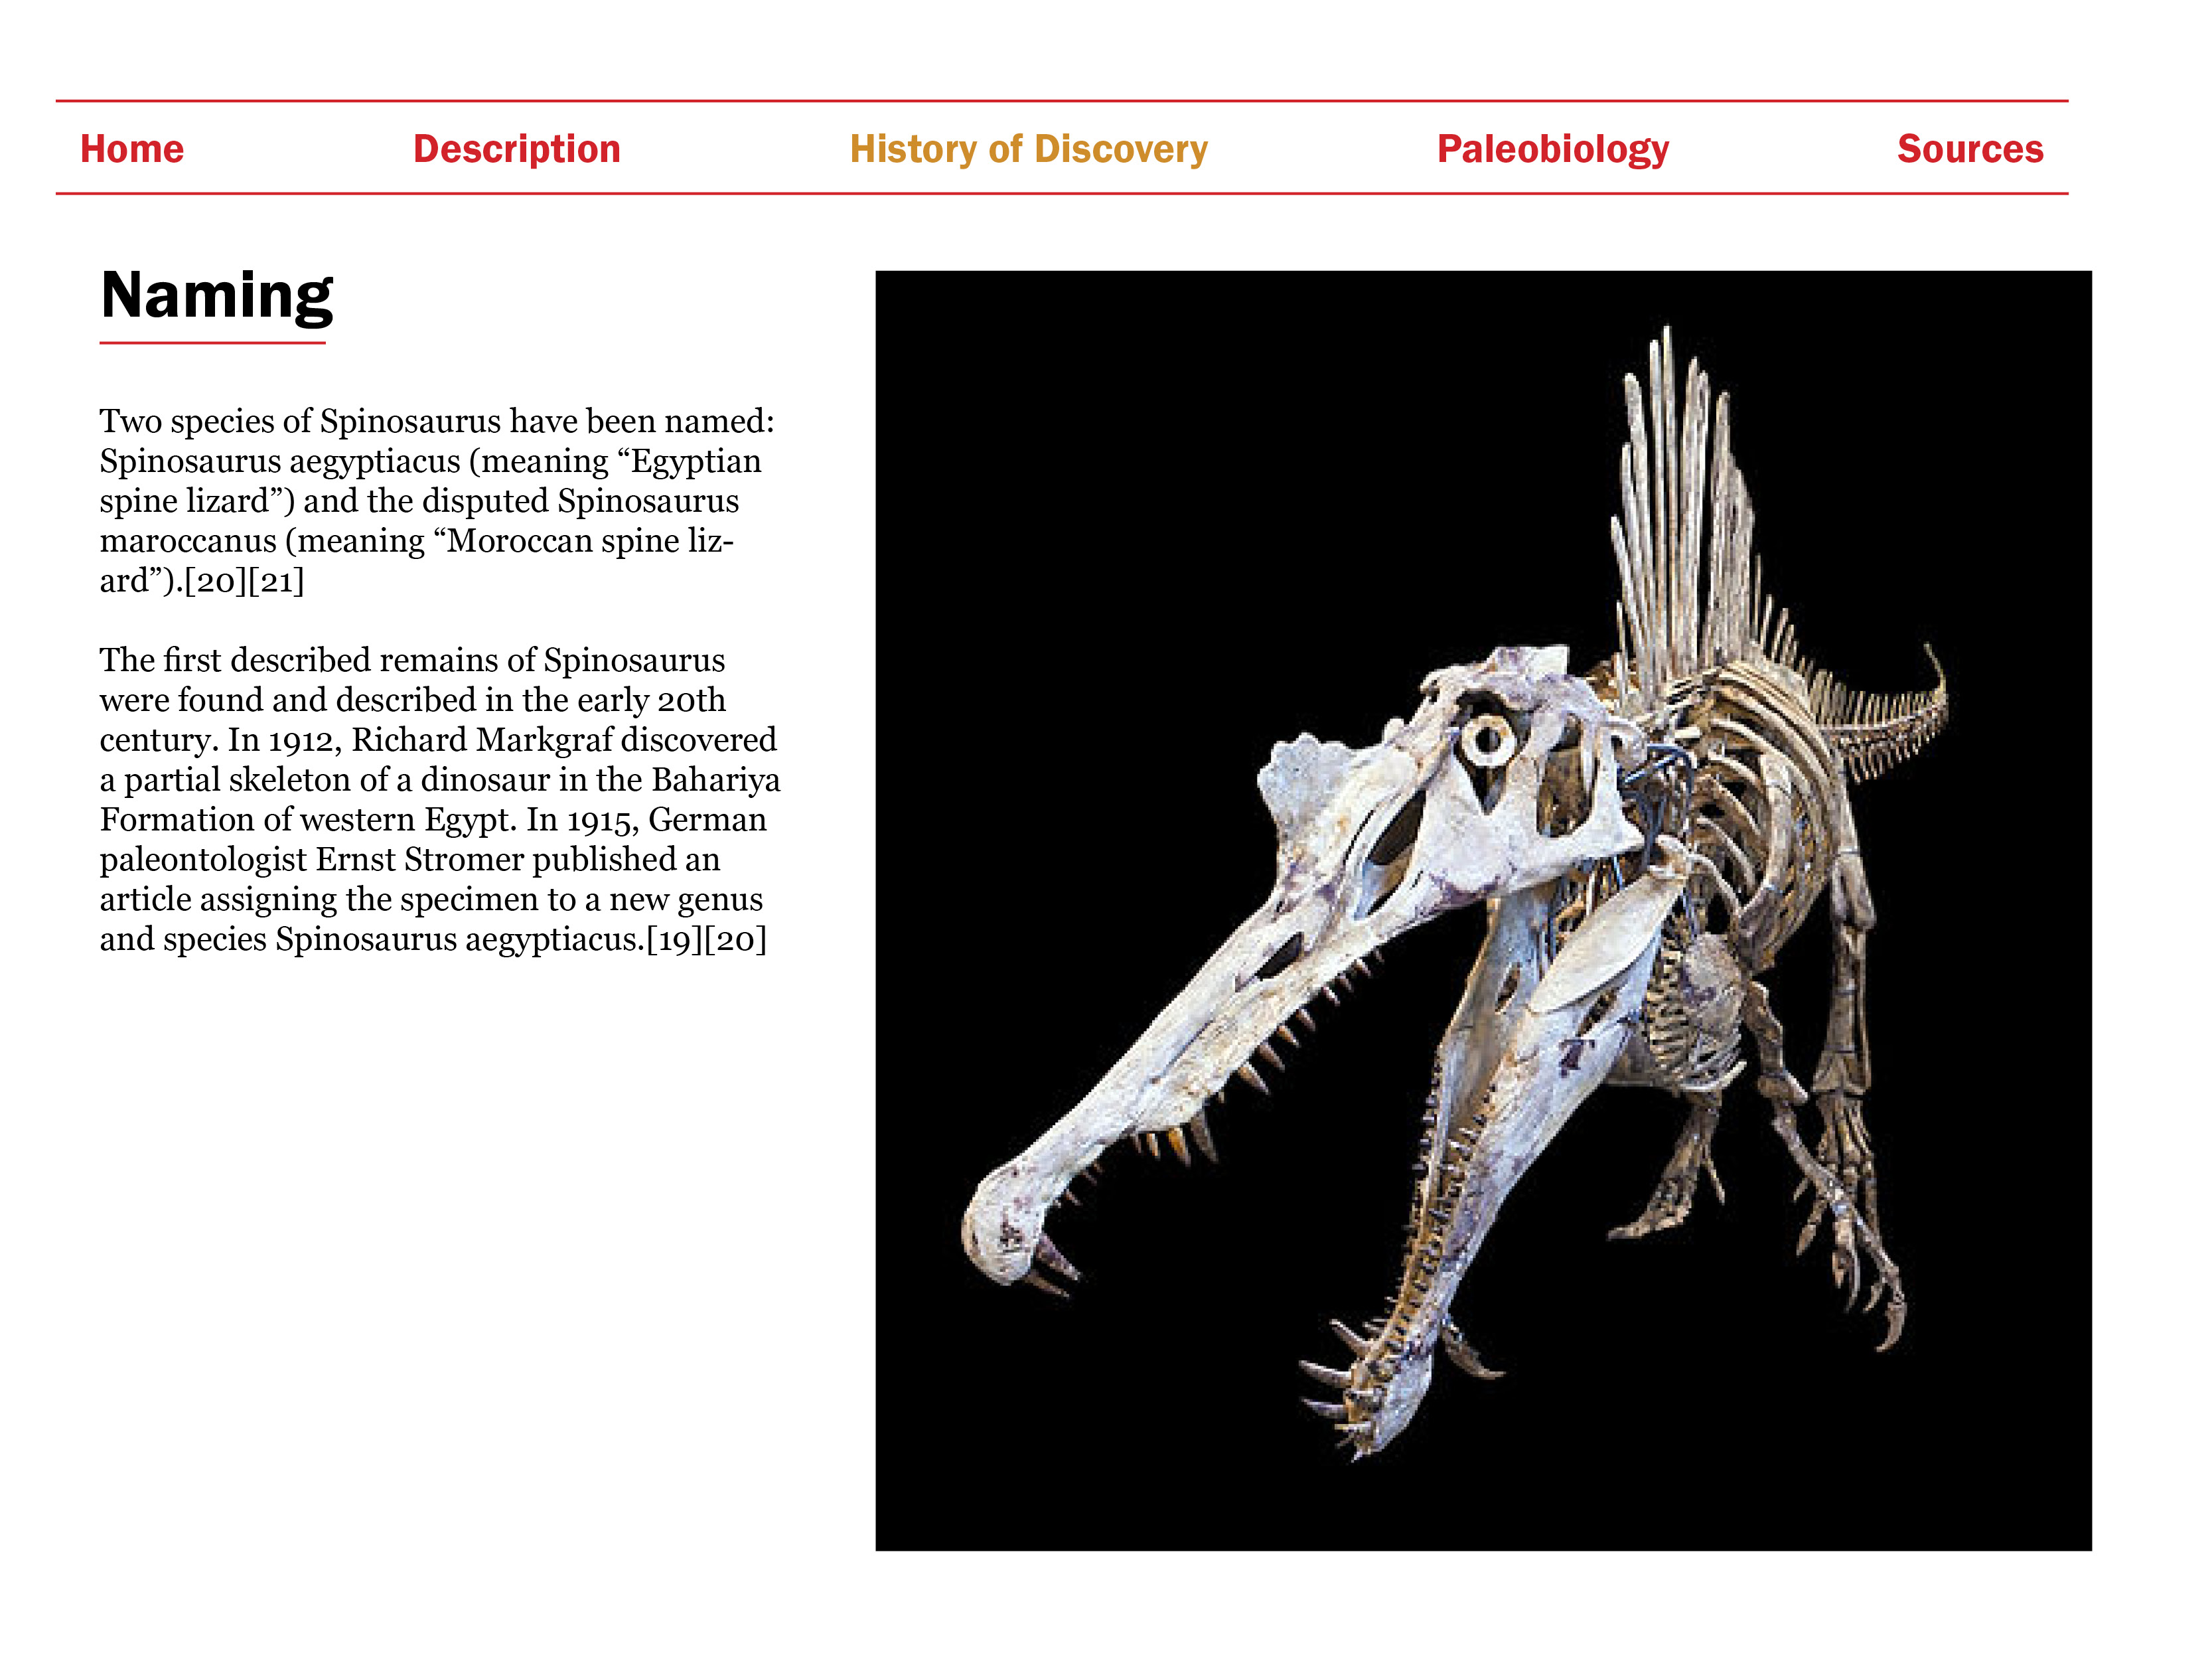 Home Description History of Discovery Paleobiology Sources
Naming
Two species of Spinosaurus have been named:
Spinosaurus aegyptiacus (meaning “Egyptian
spine lizard”) and the disputed Spinosaurus
maroccanus (meaning “Moroccan spine liz-
ard”).[20][21]
The first described remains of Spinosaurus
were found and described in the early 20th
century. In 1912, Richard Markgraf discovered
a partial skeleton of a dinosaur in the Bahariya
Formation of western Egypt. In 1915, German
paleontologist Ernst Stromer published an
article assigning the specimen to a new genus
and species Spinosaurus aegyptiacus.[19][20]